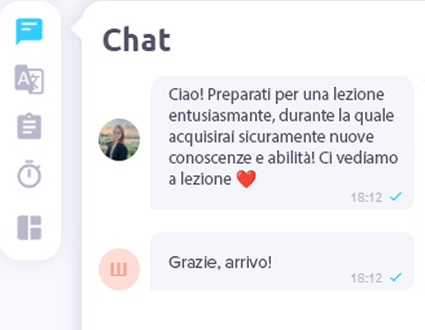 Chat
Ciao! Preparati per una lezione
entusiasmante, durante la quale
acquisirai sicuramente nuove
conoscenze e abilità! Ci vediamo
a lezione ❤️
18:12
Ш
Grazie, arrivo!
18:12